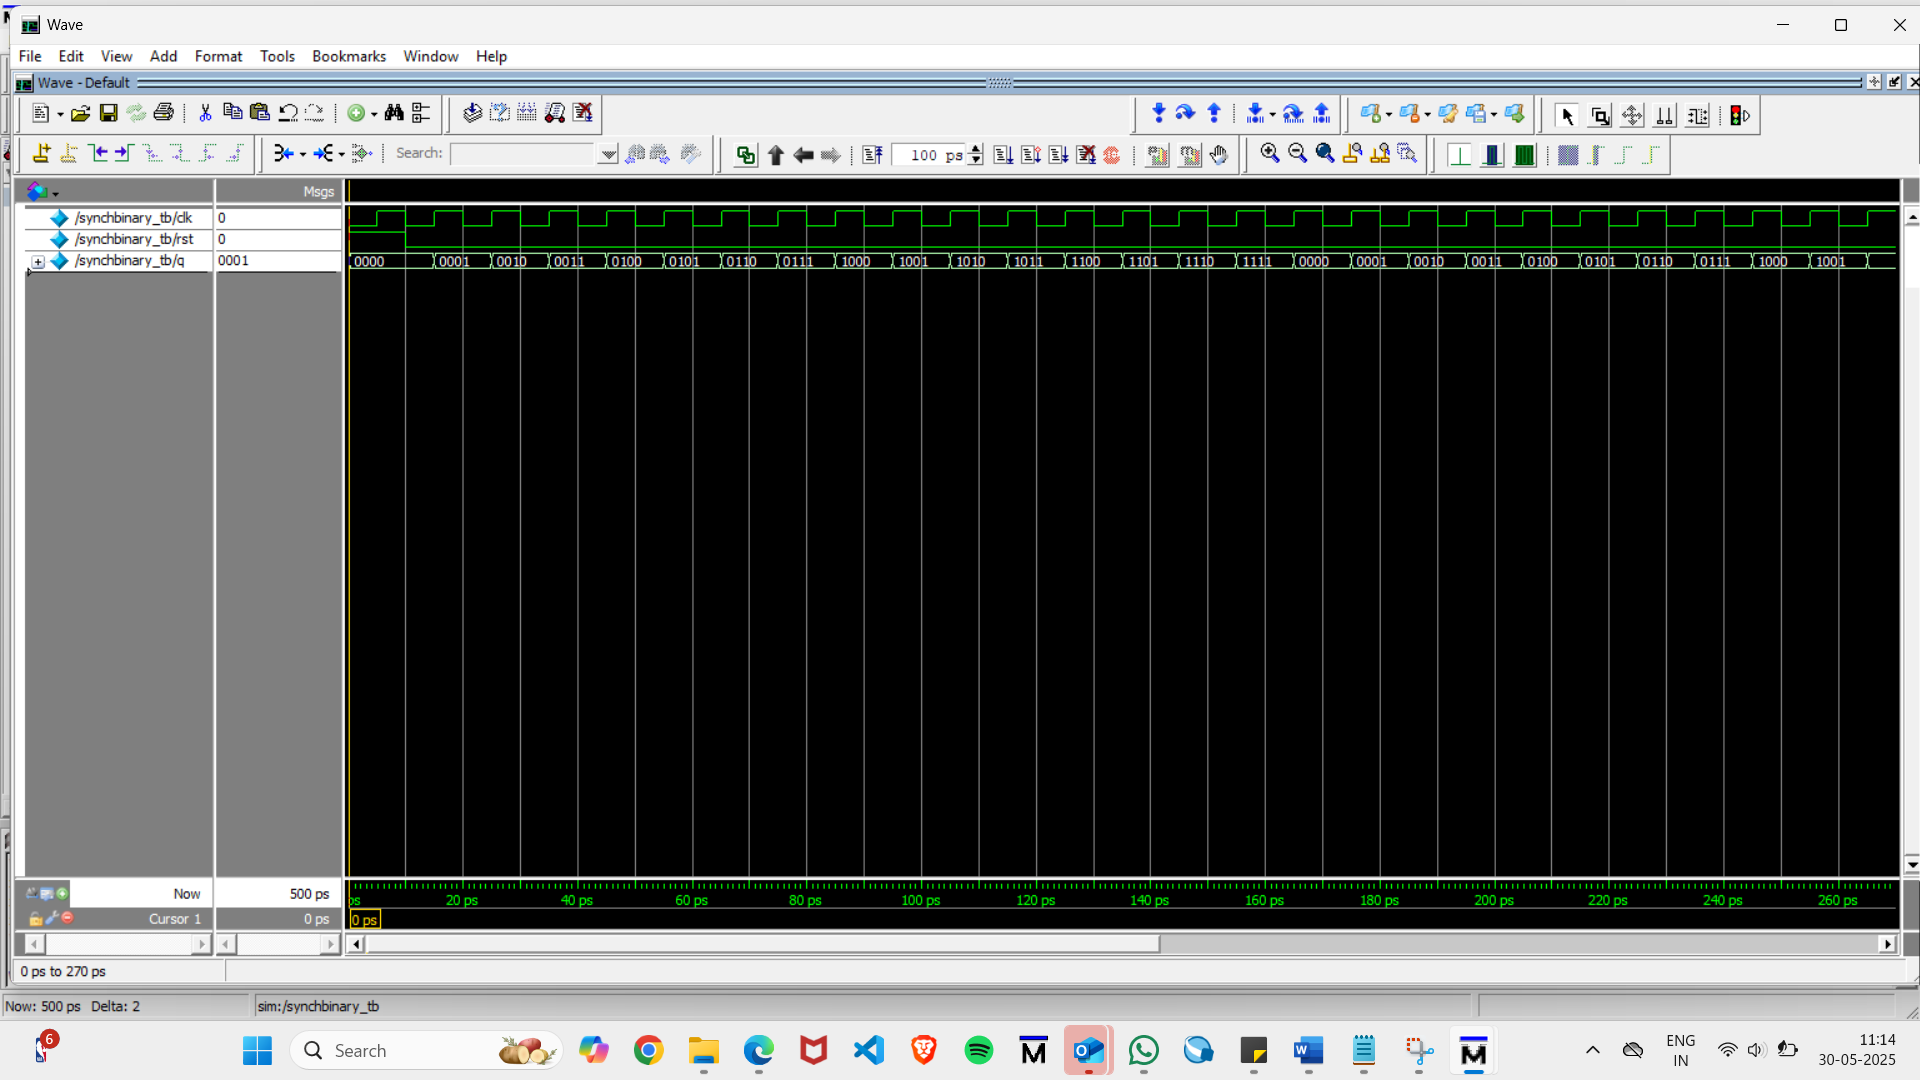 Wave
File Edit View Add Format Tools Bookmarks Window Help
Wave - Default
Search: 100 ps
Msgs
/synchbinary_tb/clk 0
/synchbinary_tb/rst 0
/synchbinary_tb/q 0001 0000 0001 0010 0011 0100 0101 0110 0111 1000 1001 1010 1011 1100 1101 1110 1111 0000 0001 0010 0011 0100 0101 0110 0111 1000 1001
Now 500 ps ps 20 ps 40 ps 60 ps 80 ps 100 ps 120 ps 140 ps 160 ps 180 ps 200 ps 220 ps 240 ps 260 ps
Cursor 1 0 ps 0 ps
0 ps to 270 ps
Now: 500 ps Delta: 2 sim:/synchbinary_tb
6 Search ENG 11:14
IN 30-05-2025